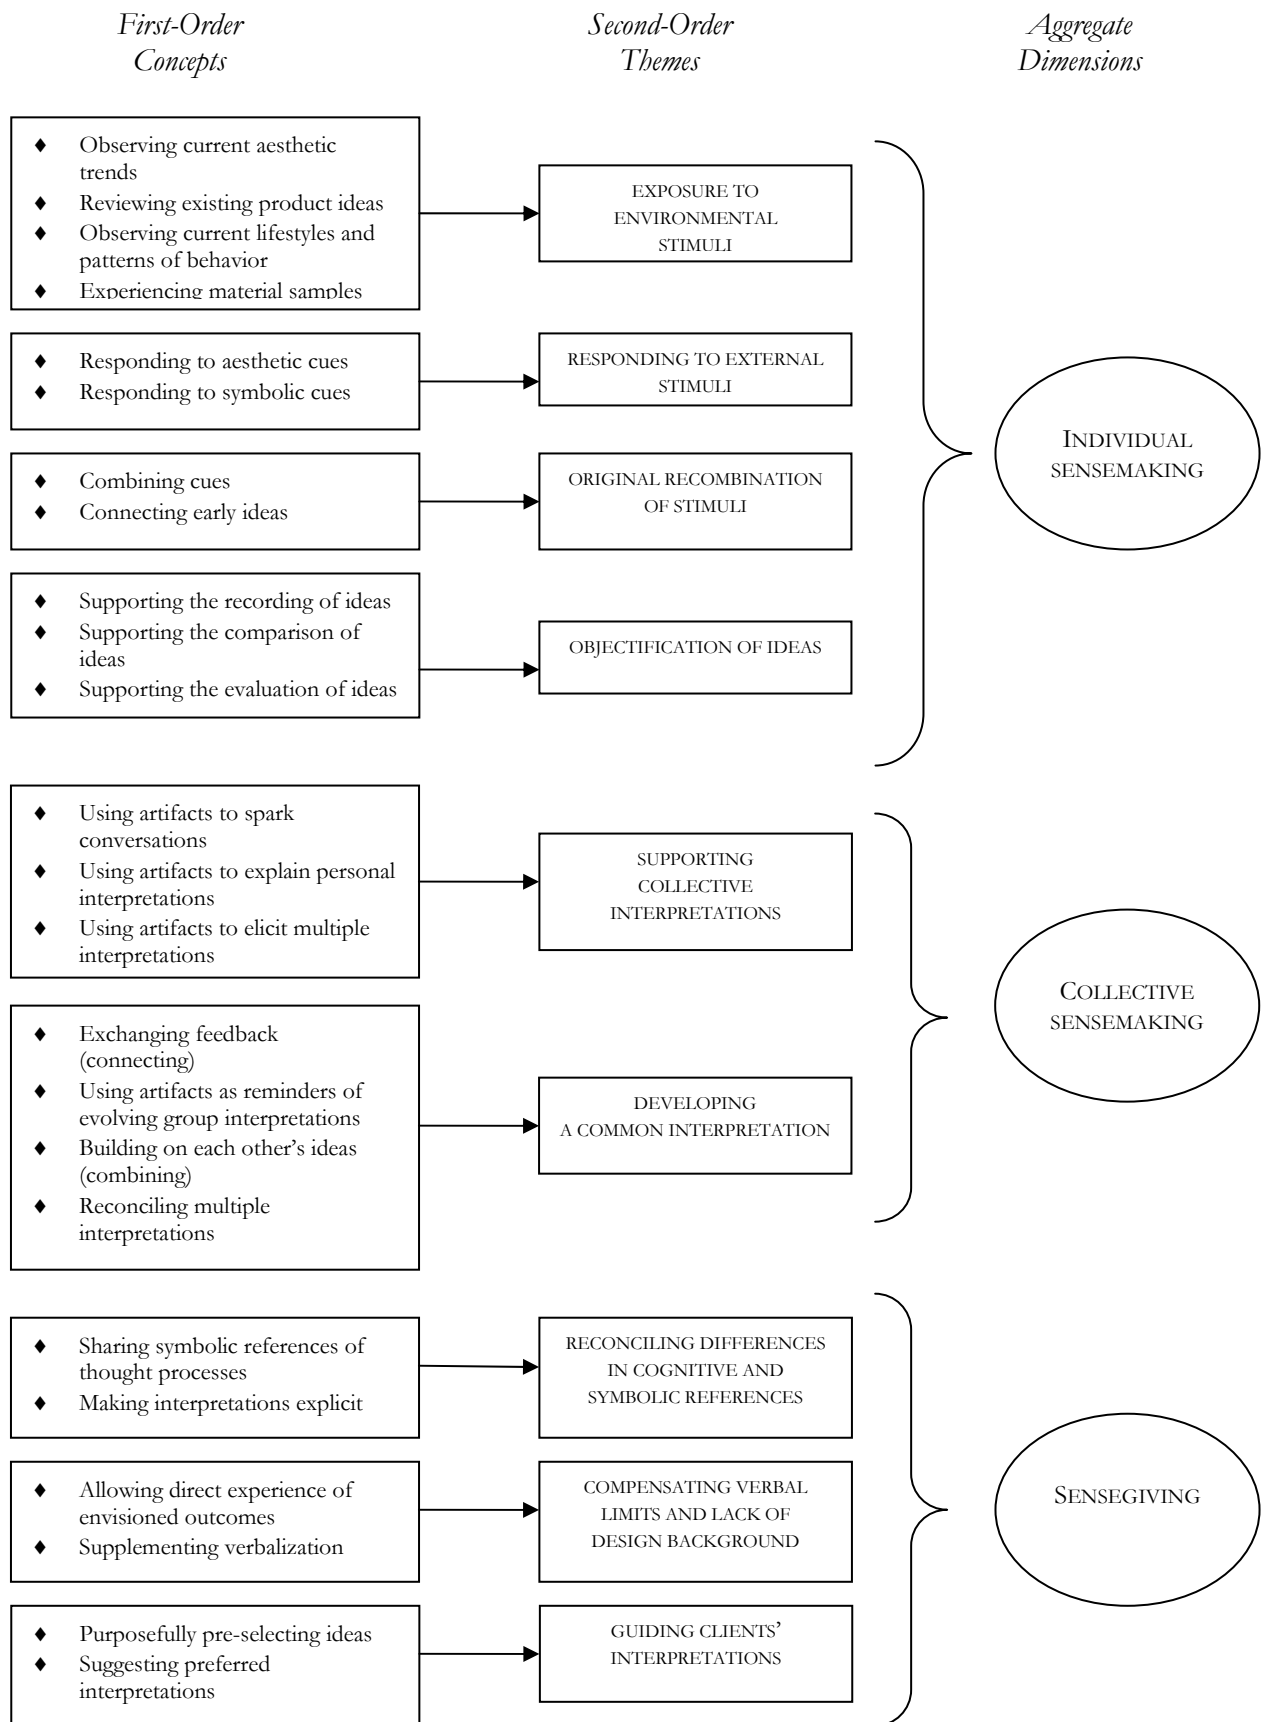 First-Order
Concepts
Second-Order
Themes
Aggregate
Dimensions
♦ Observing current aesthetic
trends
♦ Reviewing existing product ideas
♦ Observing current lifestyles and
patterns of behavior
♦ Experiencing material samples
EXPOSURE TO
ENVIRONMENTAL
STIMULI
♦ Responding to aesthetic cues
♦ Responding to symbolic cues
RESPONDING TO EXTERNAL
STIMULI
♦ Combining cues
♦ Connecting early ideas
ORIGINAL RECOMBINATION
OF STIMULI
♦ Supporting the recording of ideas
♦ Supporting the comparison of
ideas
♦ Supporting the evaluation of ideas
OBJECTIFICATION OF IDEAS
INDIVIDUAL
SENSEMAKING
♦ Using artifacts to spark
conversations
♦ Using artifacts to explain personal
interpretations
♦ Using artifacts to elicit multiple
interpretations
SUPPORTING
COLLECTIVE
INTERPRETATIONS
♦ Exchanging feedback
(connecting)
♦ Using artifacts as reminders of
evolving group interpretations
♦ Building on each other’s ideas
(combining)
♦ Reconciling multiple
interpretations
DEVELOPING
A COMMON INTERPRETATION
COLLECTIVE
SENSEMAKING
♦ Sharing symbolic references of
thought processes
♦ Making interpretations explicit
RECONCILING DIFFERENCES
IN COGNITIVE AND
SYMBOLIC REFERENCES
♦ Allowing direct experience of
envisioned outcomes
♦ Supplementing verbalization
COMPENSATING VERBAL
LIMITS AND LACK OF
DESIGN BACKGROUND
♦ Purposefully pre-selecting ideas
♦ Suggesting preferred
interpretations
GUIDING CLIENTS’
INTERPRETATIONS
SENSEGIVING